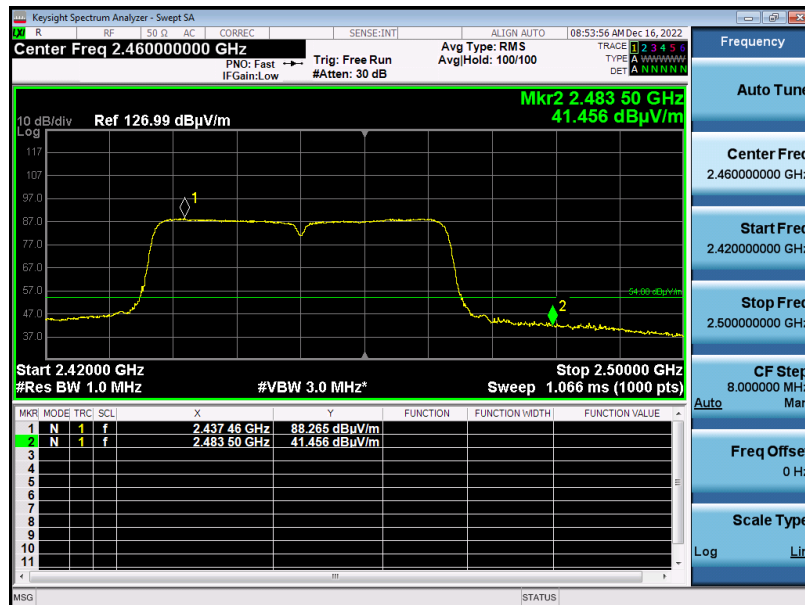 Keysight Spectrum Analyzer - Swept SA
LXI R RF 50 Ω AC CORREC SENSE:INT ALIGN AUTO 08:53:56 AM Dec 16, 2022
Center Freq 2.460000000 GHz
PNO: Fast
IFGain:Low
Trig: Free Run
#Atten: 30 dB
Avg Type: RMS
Avg|Hold: 100/100
TRACE 1 2 3 4 5 6
TYPE A WWWWW
DET A N N N N N
Mkr2 2.483 50 GHz
41.456 dBµV/m
10 dB/div Ref 126.99 dBµV/m
Log
117
107
97.0
1
87.0
77.0
67.0
57.0
54.00 dBµV/m
47.0
2
37.0
Start 2.42000 GHz Stop 2.50000 GHz
#Res BW 1.0 MHz #VBW 3.0 MHz* Sweep 1.066 ms (1000 pts)
MKR MODE TRC SCL X Y FUNCTION FUNCTION WIDTH FUNCTION VALUE
1 N 1 f 2.437 46 GHz 88.265 dBµV/m
2 N 1 f 2.483 50 GHz 41.456 dBµV/m
3
4
5
6
7
8
9
10
11
MSG STATUS
Frequency
Auto Tune
Center Freq
2.460000000 GHz
Start Freq
2.420000000 GHz
Stop Freq
2.500000000 GHz
CF Step
8.000000 MHz
Auto Man
Freq Offset
0 Hz
Scale Type
Log Lin